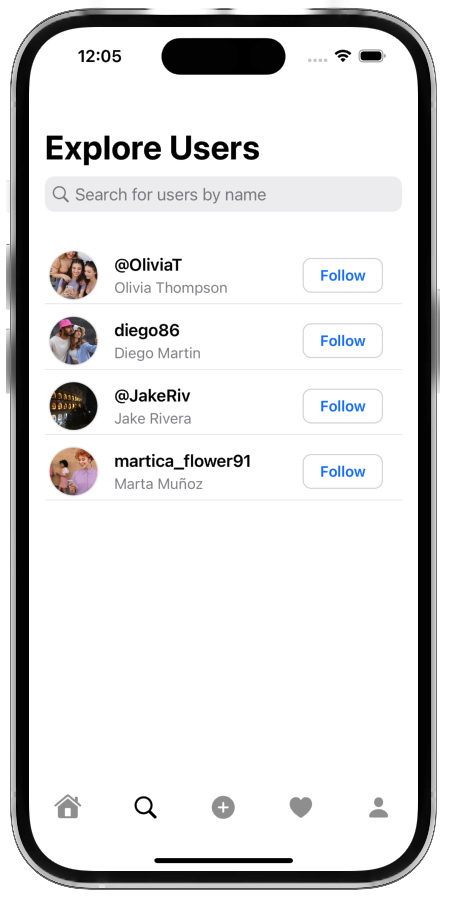 12:05
Explore Users
Search for users by name
@OliviaT
Olivia Thompson
Follow
diego86
Diego Martin
Follow
@JakeRiv
Jake Rivera
Follow
martica_flower91
Marta Muñoz
Follow